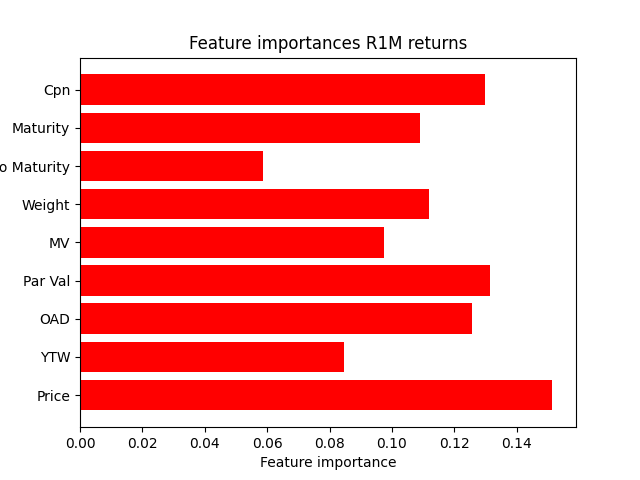 Feature importances R1M returns
Cpn
Maturity
o Maturity
Weight
MV
Par Val
OAD
YTW
Price
0.00 0.02 0.04 0.06 0.08 0.10 0.12 0.14
Feature importance